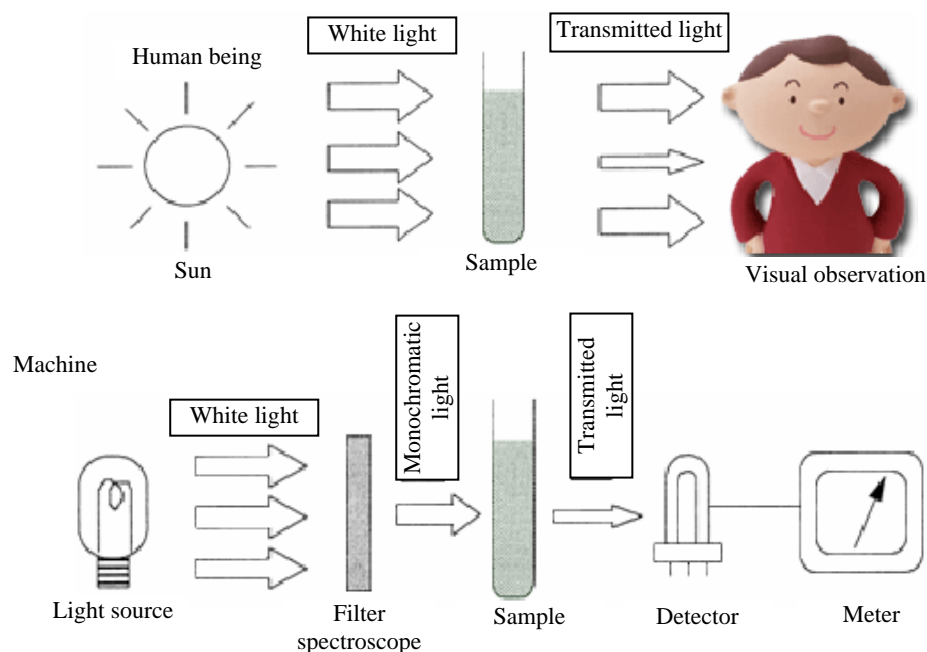 Human being
White light
Transmitted light
Sun
Sample
Visual observation
Machine
White light
Monochromatic
light
Transmitted
light
Light source
Filter
spectroscope
Sample
Detector
Meter